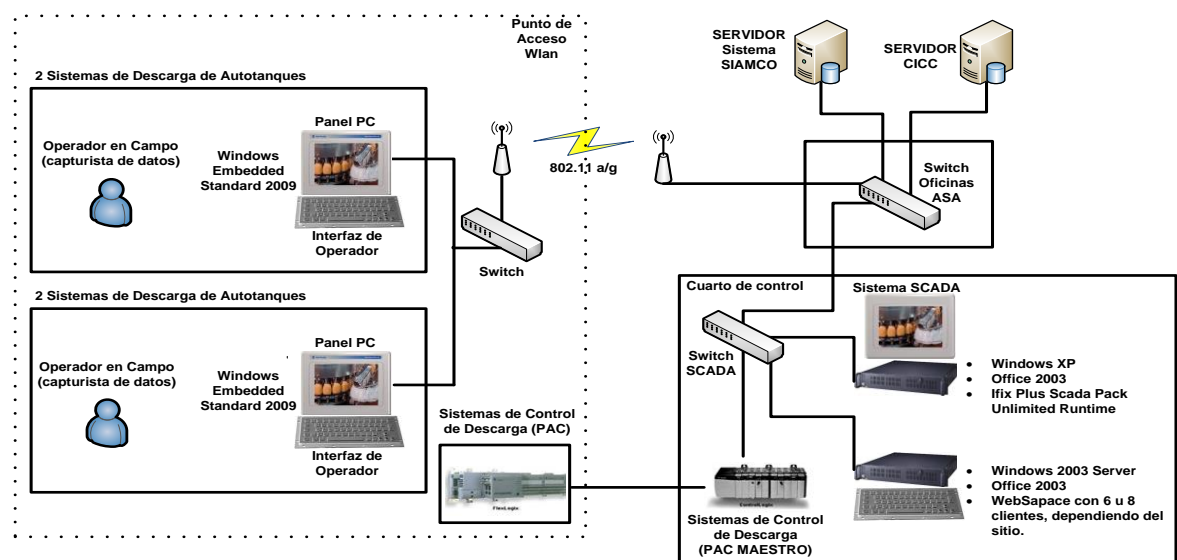 Punto de
Acceso
Wlan
2 Sistemas de Descarga de Autotanques
Operador en Campo
(capturista de datos)
Windows
Embedded
Standard 2009
Panel PC
Interfaz de
Operador
Switch
802.11 a/g
2 Sistemas de Descarga de Autotanques
Operador en Campo
(capturista de datos)
Windows
Embedded
Standard 2009
Panel PC
Interfaz de
Operador
Sistemas de Control
de Descarga (PAC)
FlexLogix
SERVIDOR
Sistema
SIAMCO
SERVIDOR
CICC
Switch
Oficinas
ASA
Cuarto de control
Switch
SCADA
Sistema SCADA
• Windows XP
• Office 2003
• Ifix Plus Scada Pack
Unlimited Runtime
ControlLogix
Sistemas de Control
de Descarga
(PAC MAESTRO)
• Windows 2003 Server
• Office 2003
• WebSapace con 6 u 8
clientes, dependiendo del
sitio.